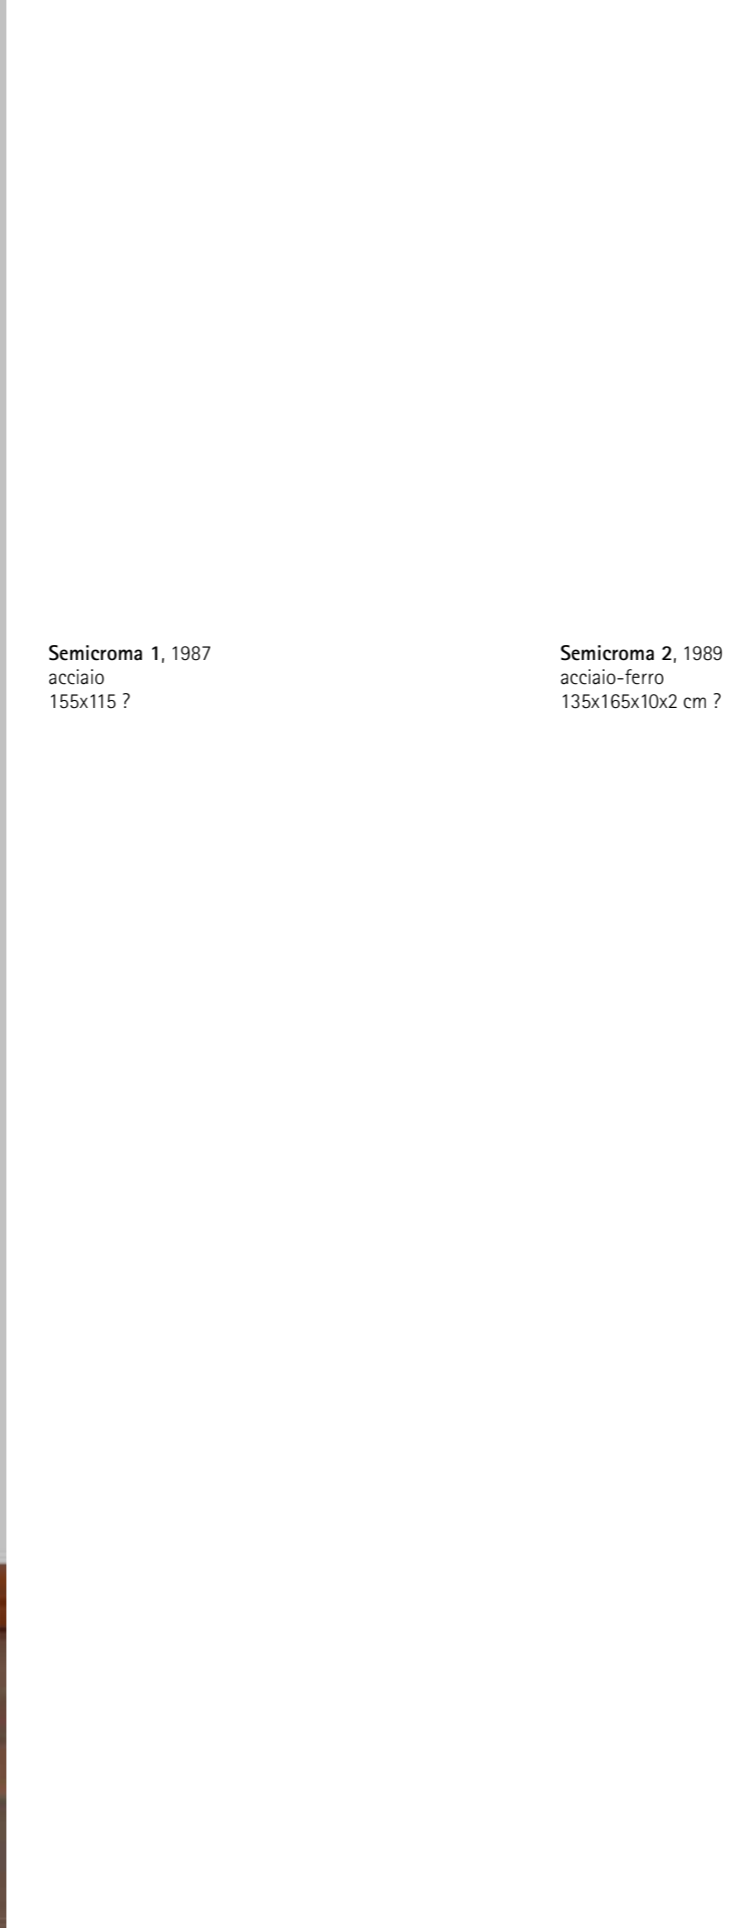 Semicroma 1, 1987
acciaio
155x115 ?
Semicroma 2, 1989
acciaio-ferro
135x165x10x2 cm ?